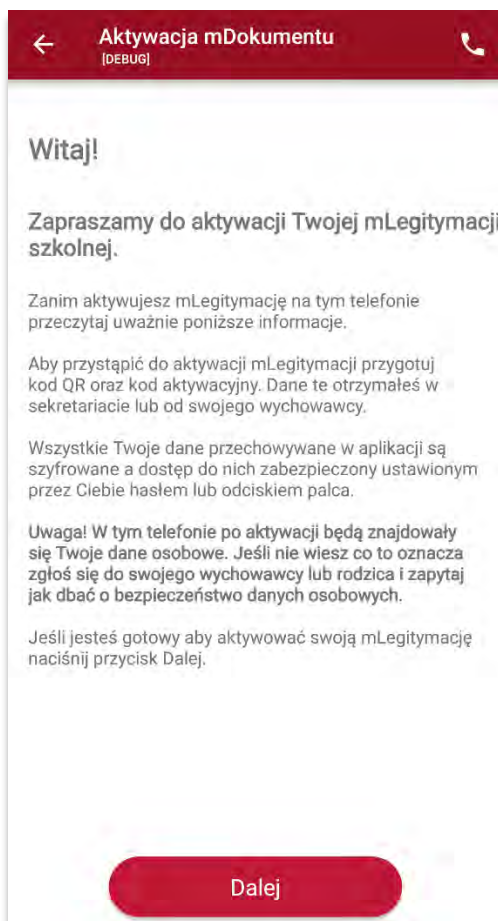 Aktywacja mDokumentu
[DEBUG]
Witaj!
Zapraszamy do aktywacji Twojej mLegitymacji
szkolnej.
Zanim aktywujesz mLegitymację na tym telefonie
przeczytaj uważnie poniższe informacje.
Aby przystąpić do aktywacji mLegitymacji przygotuj
kod QR oraz kod aktywacyjny. Dane te otrzymałeś w
sekretariacie lub od swojego wychowawcy.
Wszystkie Twoje dane przechowywane w aplikacji są
szyfrowane a dostęp do nich zabezpieczony ustawionym
przez Ciebie hasłem lub odciskiem palca.
Uwaga! W tym telefonie po aktywacji będą znajdowały
się Twoje dane osobowe. Jeśli nie wiesz co to oznacza
zgłoś się do swojego wychowawcy lub rodzica i zapytaj
jak dbać o bezpieczeństwo danych osobowych.
Jeśli jesteś gotowy aby aktywować swoją mLegitymację
naciśnij przycisk Dalej.
Dalej